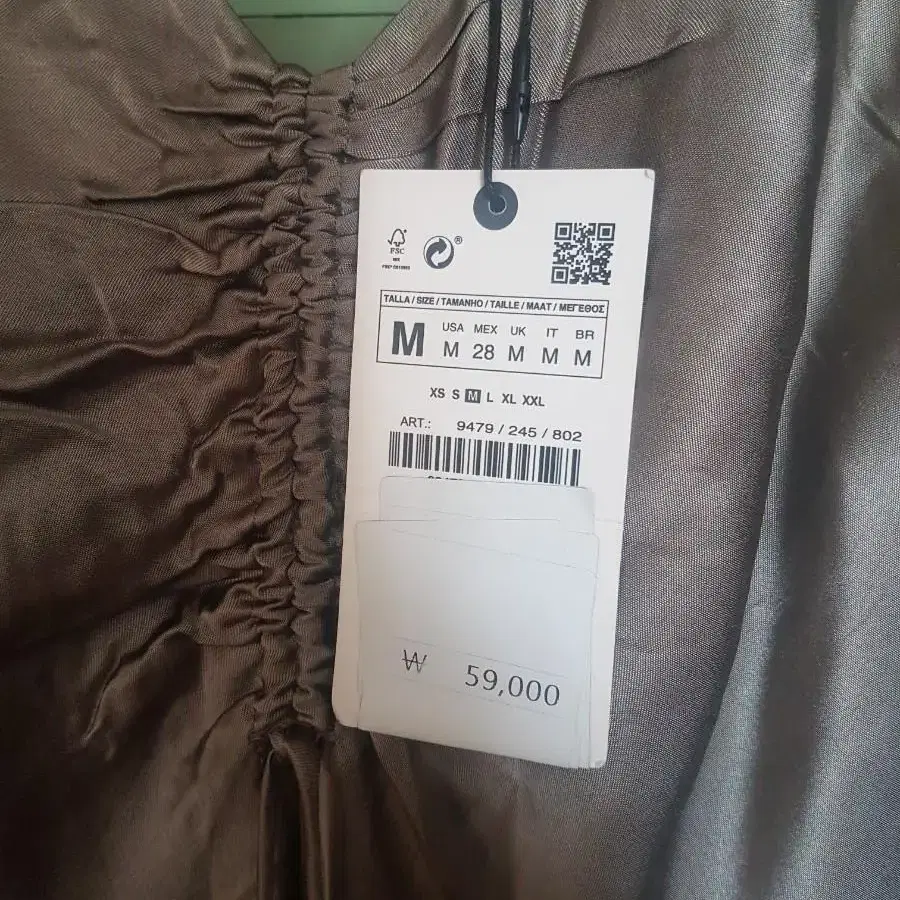 FSC
MIX
®
TALLA / SIZE / TAMANHO / TAILLE / MAAT / ΜΕΓΕΘΟΣ
M
USA MEX UK IT BR
M 28 M M M
XS S M L XL XXL
ART.: 9479 / 245 / 802
₩ 59,000